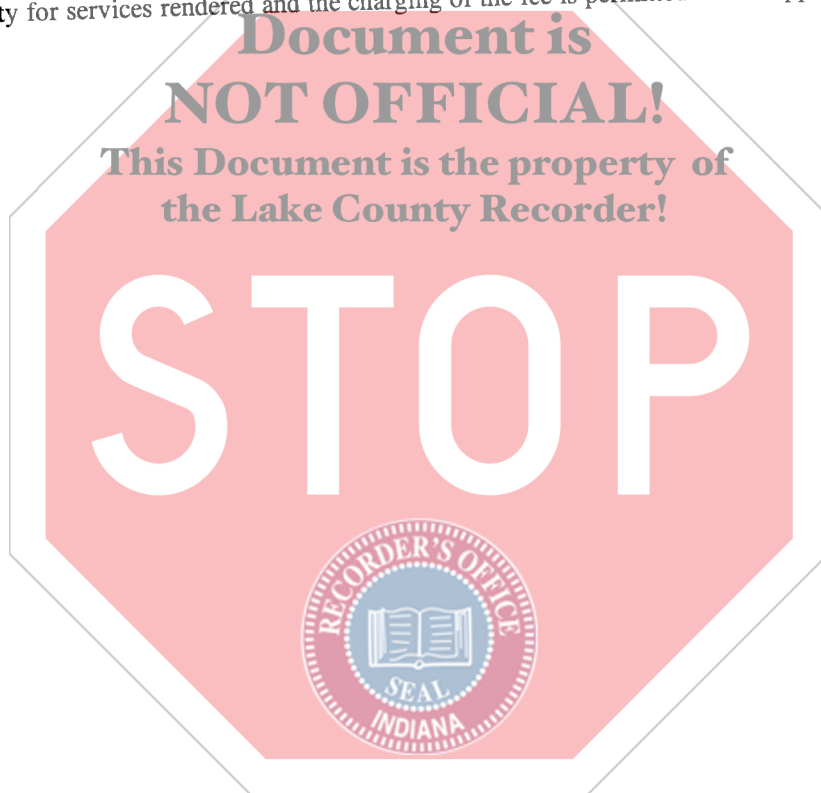 ty for services rendered and the charging of the fee is
Document is
NOT OFFICIAL!
This Document is the property of
the Lake County Recorder!
STOP
RECORDER'S OFFICE
SEAL
INDIANA